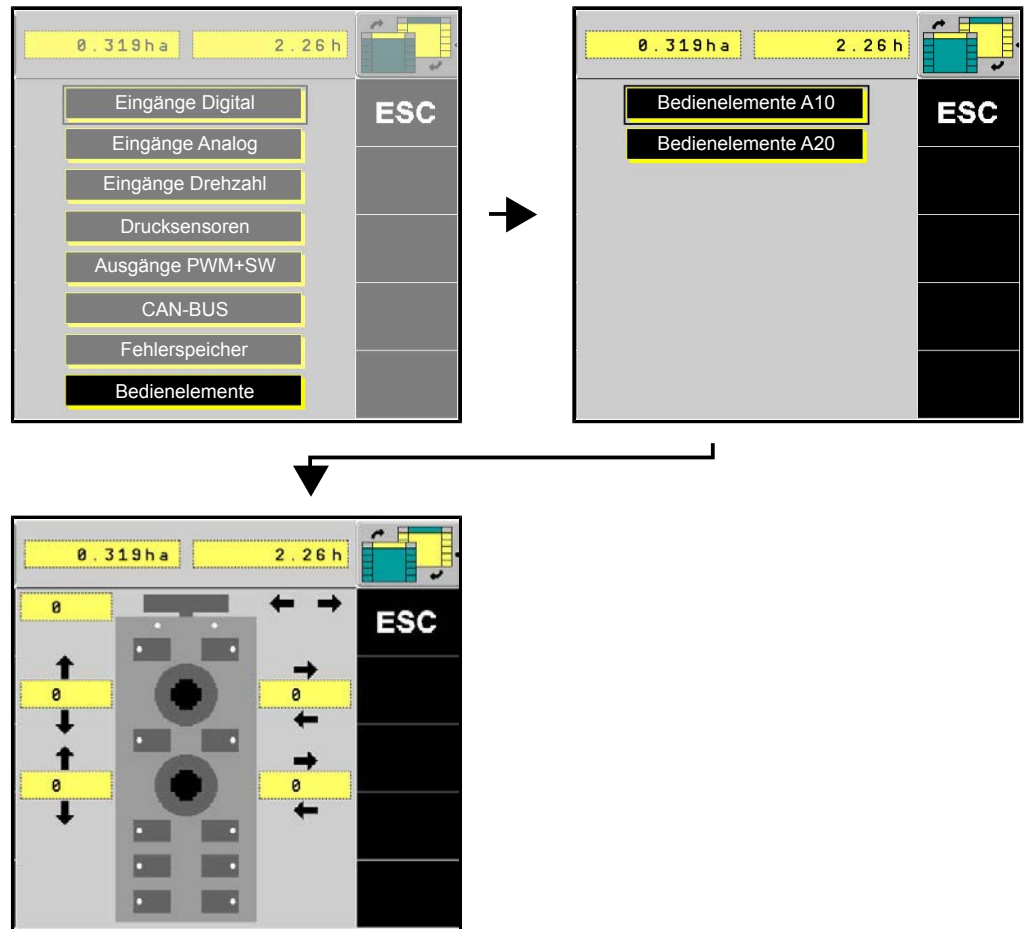 0.319ha 2.26h
Eingänge Digital
ESC
Eingänge Analog
Eingänge Drehzahl
Drucksensoren
Ausgänge PWM+SW
CAN-BUS
Fehlerspeicher
Bedienelemente
0.319ha 2.26h
Bedienelemente A10
ESC
Bedienelemente A20
0.319ha 2.26h
0
ESC
0 0
0 0